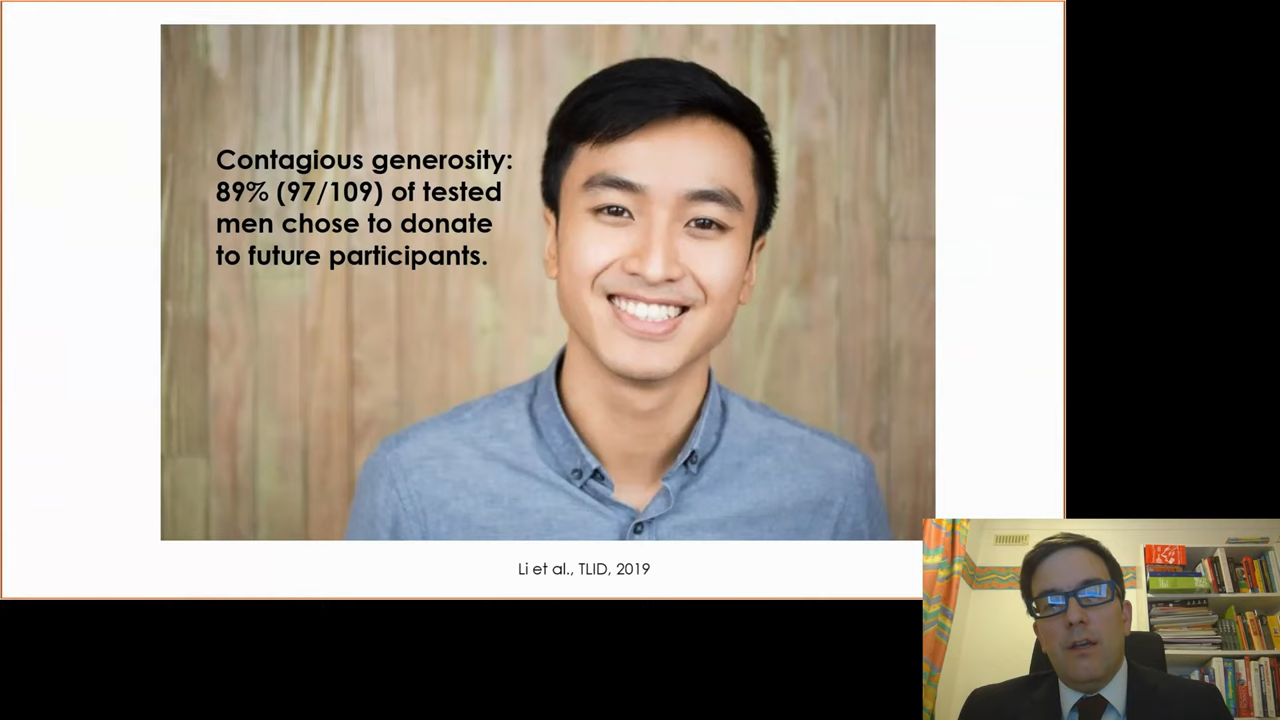 Contagious generosity:
89% (97/109) of tested
men chose to donate
to future participants.
Li et al., TLID, 2019